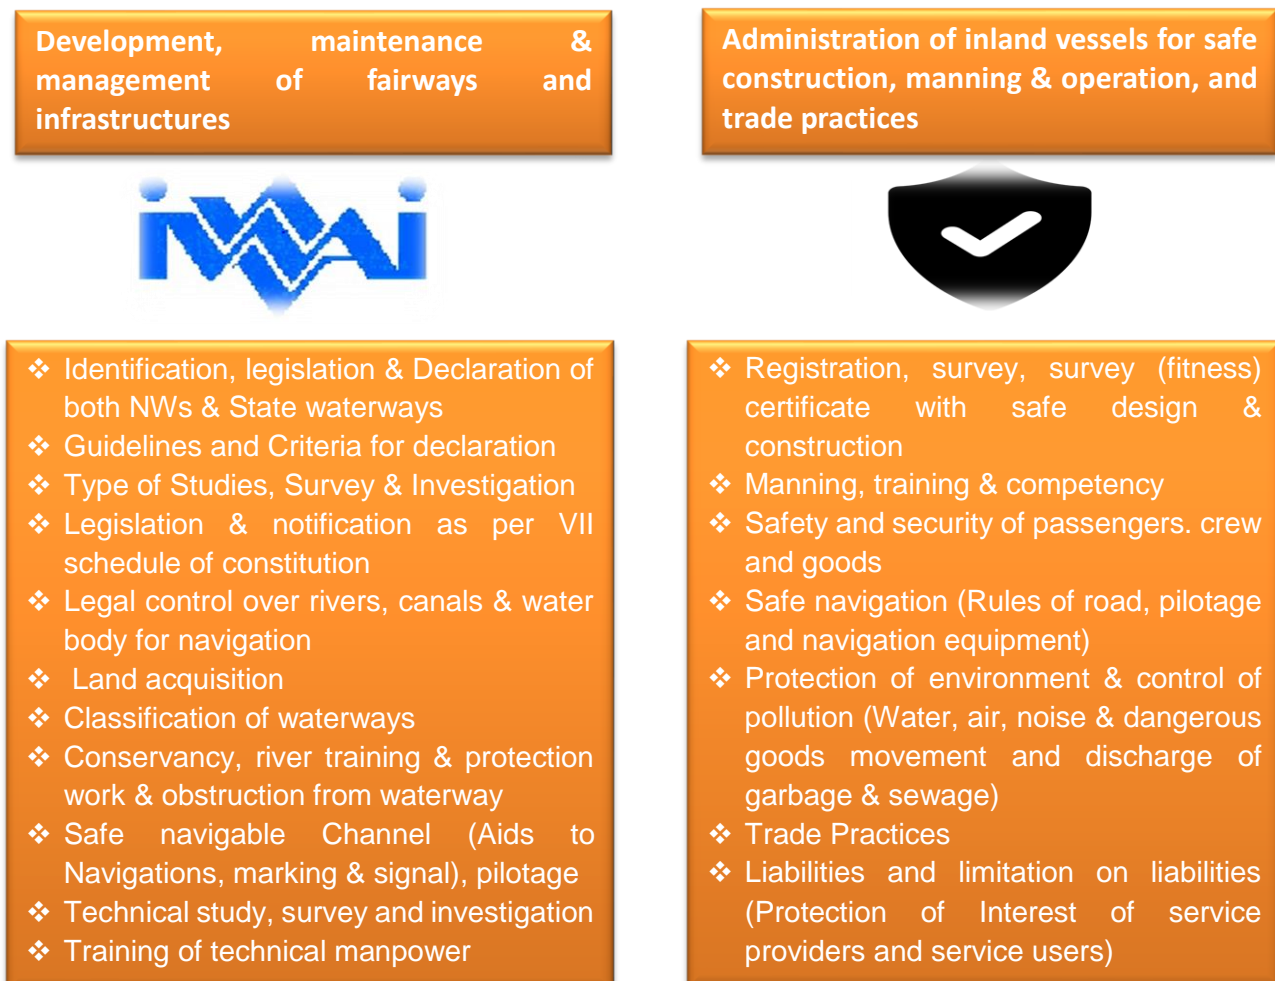 Development, maintenance &
management of fairways and
infrastructures
iWAI
❖ Identification, legislation & Declaration of
both NWs & State waterways
❖ Guidelines and Criteria for declaration
❖ Type of Studies, Survey & Investigation
❖ Legislation & notification as per VII
schedule of constitution
❖ Legal control over rivers, canals & water
body for navigation
❖ Land acquisition
❖ Classification of waterways
❖ Conservancy, river training & protection
work & obstruction from waterway
❖ Safe navigable Channel (Aids to
Navigations, marking & signal), pilotage
❖ Technical study, survey and investigation
❖ Training of technical manpower
Administration of inland vessels for safe
construction, manning & operation, and
trade practices
❖ Registration, survey, survey (fitness)
certificate with safe design &
construction
❖ Manning, training & competency
❖ Safety and security of passengers. crew
and goods
❖ Safe navigation (Rules of road, pilotage
and navigation equipment)
❖ Protection of environment & control of
pollution (Water, air, noise & dangerous
goods movement and discharge of
garbage & sewage)
❖ Trade Practices
❖ Liabilities and limitation on liabilities
(Protection of Interest of service
providers and service users)